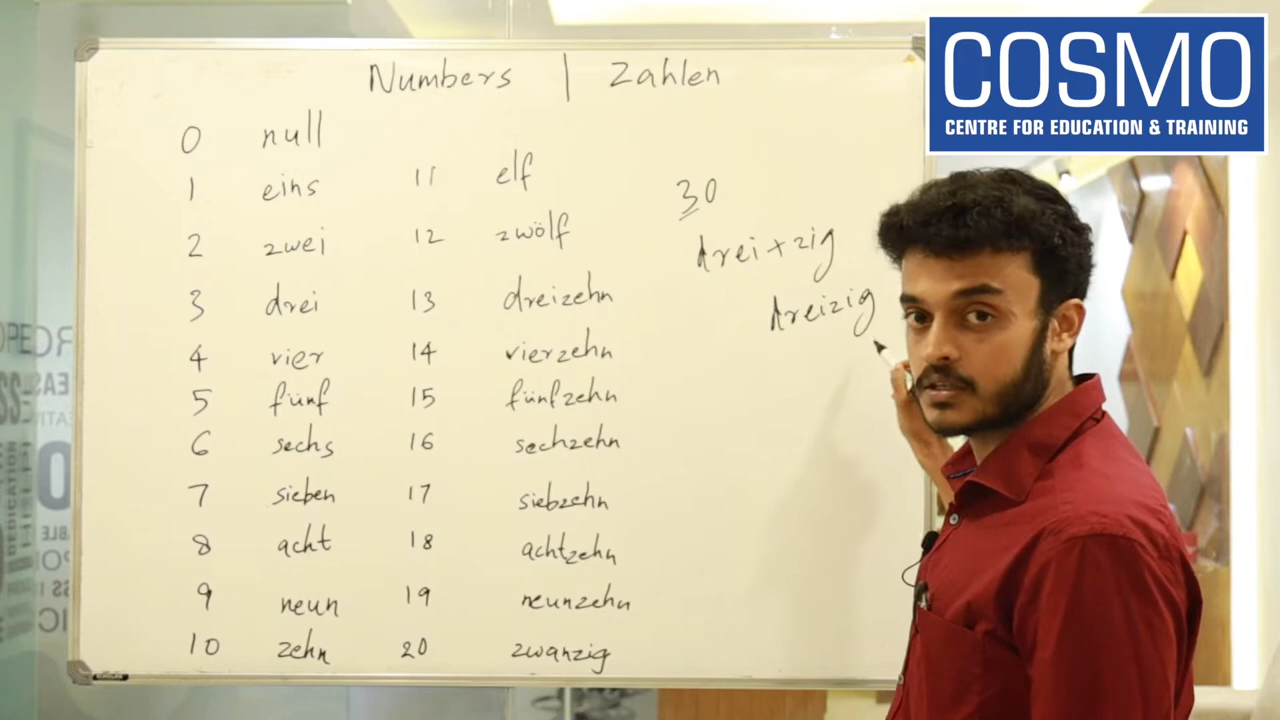 COSMO
CENTRE FOR EDUCATION & TRAINING
Numbers | Zahlen
0 null
1 eins 11 elf
2 zwei 12 zwölf
3 drei 13 dreizehn
4 vier 14 vierzehn
5 fünf 15 fünfzehn
6 sechs 16 sechzehn
7 sieben 17 siebzehn
8 acht 18 achtzehn
9 neun 19 neunzehn
10 zehn 20 zwanzig
30
drei + zig
dreizig
DEDICATION